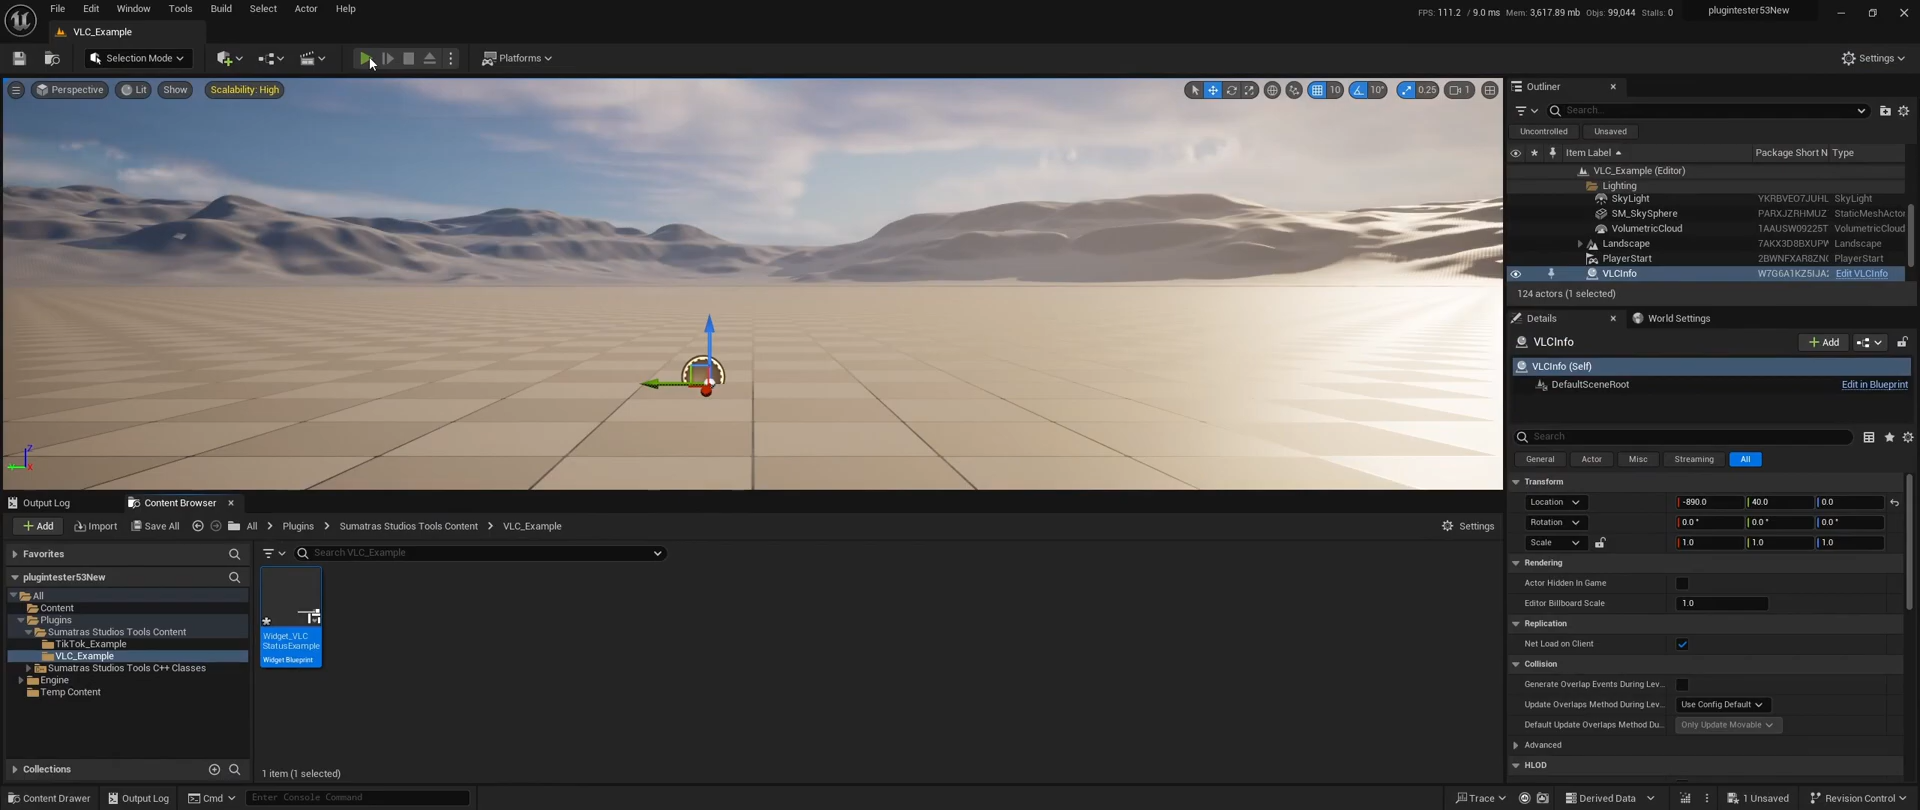 File Edit Window Tools Build Select Actor Help
FPS: 111.2 / 9.0 ms Mem: 3,617.89 mb Objs: 99,044 Stalls: 0 plugintester53New
VLC_Example
Selection Mode Platforms Settings
Perspective Lit Show Scalability: High 10 10° 0.25 1
Outliner
Search...
Uncontrolled Unsaved
Item Label Package Short N Type
VLC_Example (Editor)
Lighting
SkyLight YKRBVEO7JUHL SkyLight
SM_SkySphere PARXJZRHMUZ StaticMeshActor
VolumetricCloud 1AAUSW09225T VolumetricCloud
Landscape 7AKX3D8BXUPW Landscape
PlayerStart 2BWNFXAR8ZN( PlayerStart
VLCInfo W7G6A1KZ5IJA Edit VLCInfo
124 actors (1 selected)
Details World Settings
VLCInfo Add
VLCInfo (Self)
DefaultSceneRoot Edit in Blueprint
Search
General Actor Misc Streaming All
Transform
Location -890.0 40.0 0.0
Rotation 0.0 ° 0.0 ° 0.0 °
Scale 1.0 1.0 1.0
Rendering
Actor Hidden In Game
Editor Billboard Scale 1.0
Replication
Net Load on Client
Collision
Generate Overlap Events During Lev...
Update Overlaps Method During Lev... Use Config Default
Default Update Overlaps Method Du... Only Update Movable
Advanced
HLOD
Z
Y X
Output Log Content Browser
Add Import Save All All Plugins Sumatras Studios Tools Content VLC_Example Settings
Favorites
Search VLC_Example
plugintester53New
All
Content
Plugins
Sumatras Studios Tools Content
TikTok_Example
VLC_Example
Sumatras Studios Tools C++ Classes
Engine
Temp Content
Widget_VLC
StatusExample
Widget Blueprint
Collections
1 item (1 selected)
Content Drawer Output Log Cmd Enter Console Command Trace Derived Data 1 Unsaved Revision Control